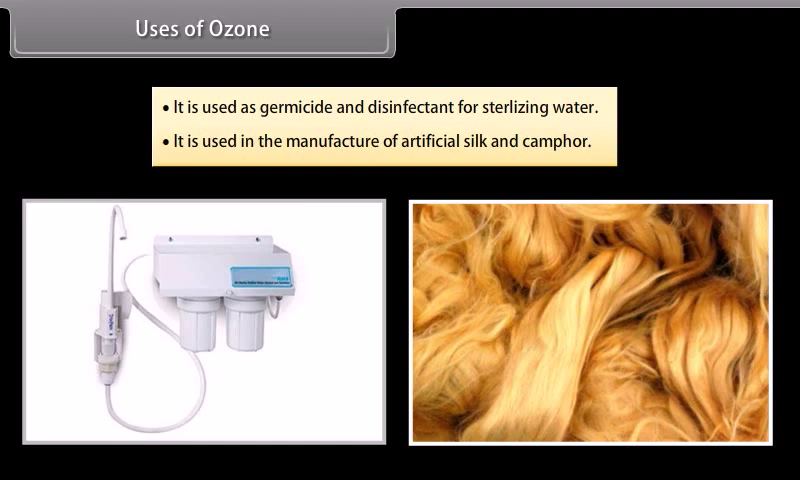 Uses of Ozone
• It is used as germicide and disinfectant for sterlizing water.
• It is used in the manufacture of artificial silk and camphor.